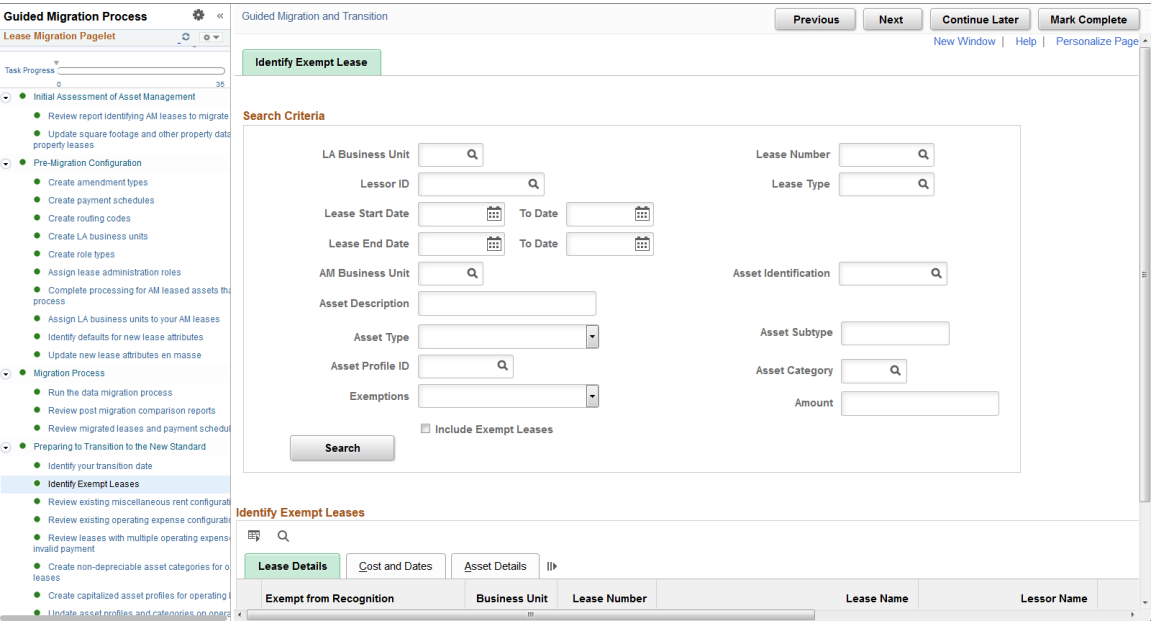 Guided Migration Process
«
Guided Migration and Transition
Previous
Next
Continue Later
Mark Complete
Lease Migration Pagelet
New Window | Help | Personalize Page
Task Progress
0 35
Identify Exempt Lease
Initial Assessment of Asset Management
Review report identifying AM leases to migrate
Update square footage and other property data
property leases
Pre-Migration Configuration
Create amendment types
Create payment schedules
Create routing codes
Create LA business units
Create role types
Assign lease administration roles
Complete processing for AM leased assets tha
process
Assign LA business units to your AM leases
Identify defaults for new lease attributes
Update new lease attributes en masse
Migration Process
Run the data migration process
Review post migration comparison reports
Review migrated leases and payment schedul
Preparing to Transition to the New Standard
Identify your transition date
Identify Exempt Leases
Review existing miscellaneous rent configurati
Review existing operating expense configuratio
Review leases with multiple operating expens
invalid payment
Create non-depreciable asset categories for o
leases
Create capitalized asset profiles for operating l
Update asset profiles and categories on opera
Search Criteria
LA Business Unit
Lease Number
Lessor ID
Lease Type
Lease Start Date
To Date
Lease End Date
To Date
AM Business Unit
Asset Identification
Asset Description
Asset Type
Asset Subtype
Asset Profile ID
Asset Category
Exemptions
Amount
Include Exempt Leases
Search
Identify Exempt Leases
Lease Details
Cost and Dates
Asset Details
Exempt from Recognition
Business Unit
Lease Number
Lease Name
Lessor Name